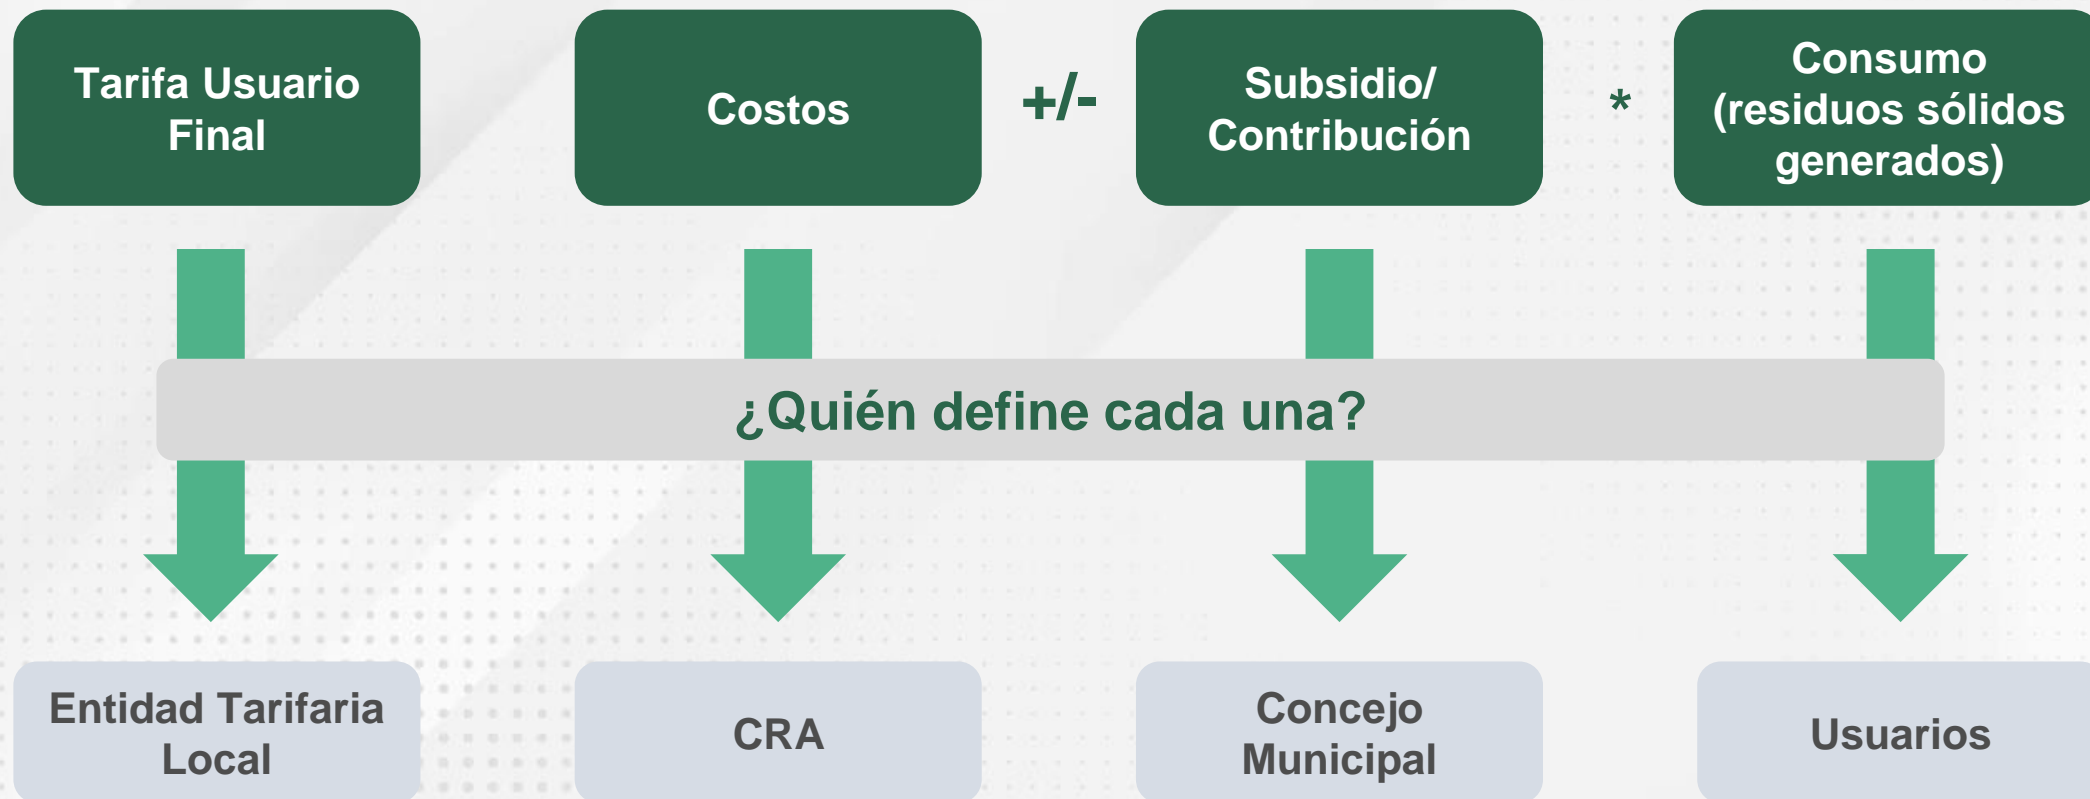 Tarifa Usuario
Final
Costos
+/-
Subsidio/
Contribución
*
Consumo
(residuos sólidos
generados)
¿Quién define cada una?
Entidad Tarifaria
Local
CRA
Concejo
Municipal
Usuarios